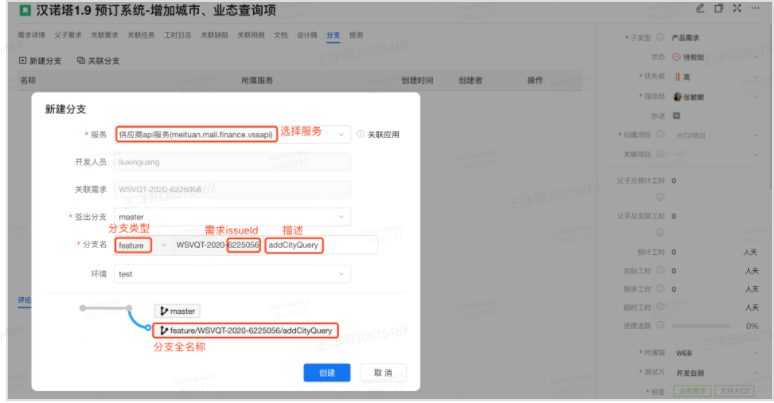 汉诺塔1.9 预订系统-增加城市、业态查询项
需求详情 父子需求 关联需求 关联任务 工时日志 关联缺陷 关联用例 文档 设计稿 分支 提测
新建分支 关联分支
名称 所属服务 创建时间 创建者 操作
新建分支
* 服务 供应商api服务(meituan.mall.finance.vssapi) 选择服务 关联应用
开发人员 liuxinguang
关联需求 WSVQT-2020-6225056
* 签出分支 master
分支类型 需求issueId 描述
* 分支名 feature WSVQT-2020-6225056 addCityQuery
环境 test
评论
master
feature/WSVQT-2020-6225056/addCityQuery
分支全名称
创建 取消
* 子类型 产品需求
状态 待规划
* 优先级 高
* 指派给 张敏卿
抄送
* 归属项目
关联项目
父子总预计工时 0
父子总实际工时 0
预计工时 0 人天
实际工时 0 人天
剩余工时 0 人天
超时工时 0 人天
进度追踪 0%
* 所属端 WEB
* 测试方 开发自测
* 标签 业务需求